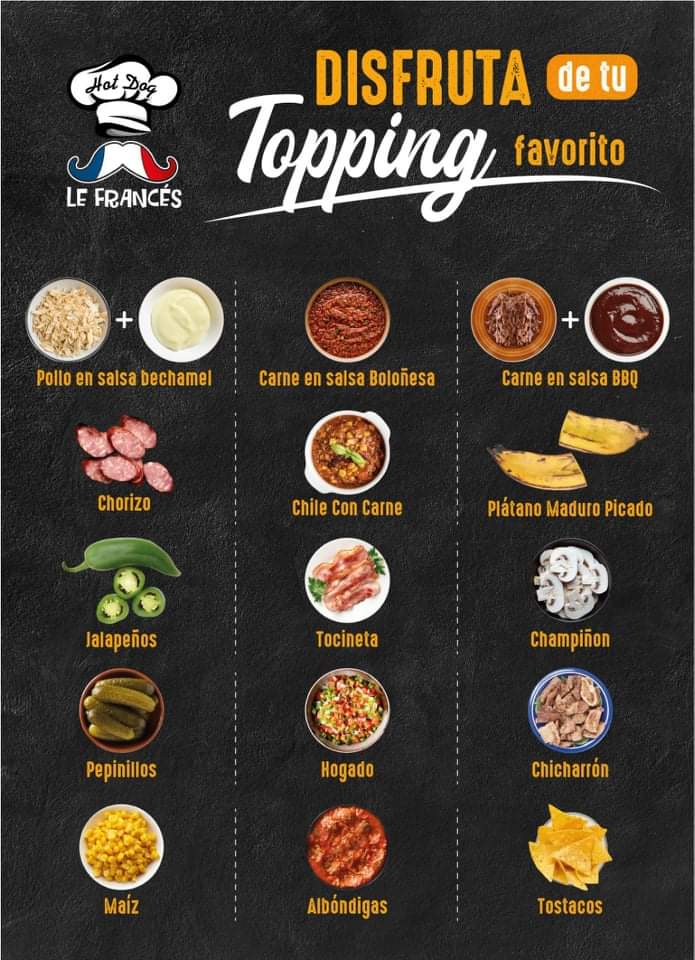 Hot Dog
LE FRANCÉS
DISFRUTA de tu
Topping favorito
+
+
Pollo en salsa bechamel
Carne en salsa Boloñesa
Carne en salsa BBQ
Chorizo
Chile Con Carne
Plátano Maduro Picado
Jalapeños
Tocineta
Champiñon
Pepinillos
Hogado
Chicharrón
Maíz
Albóndigas
Tostacos